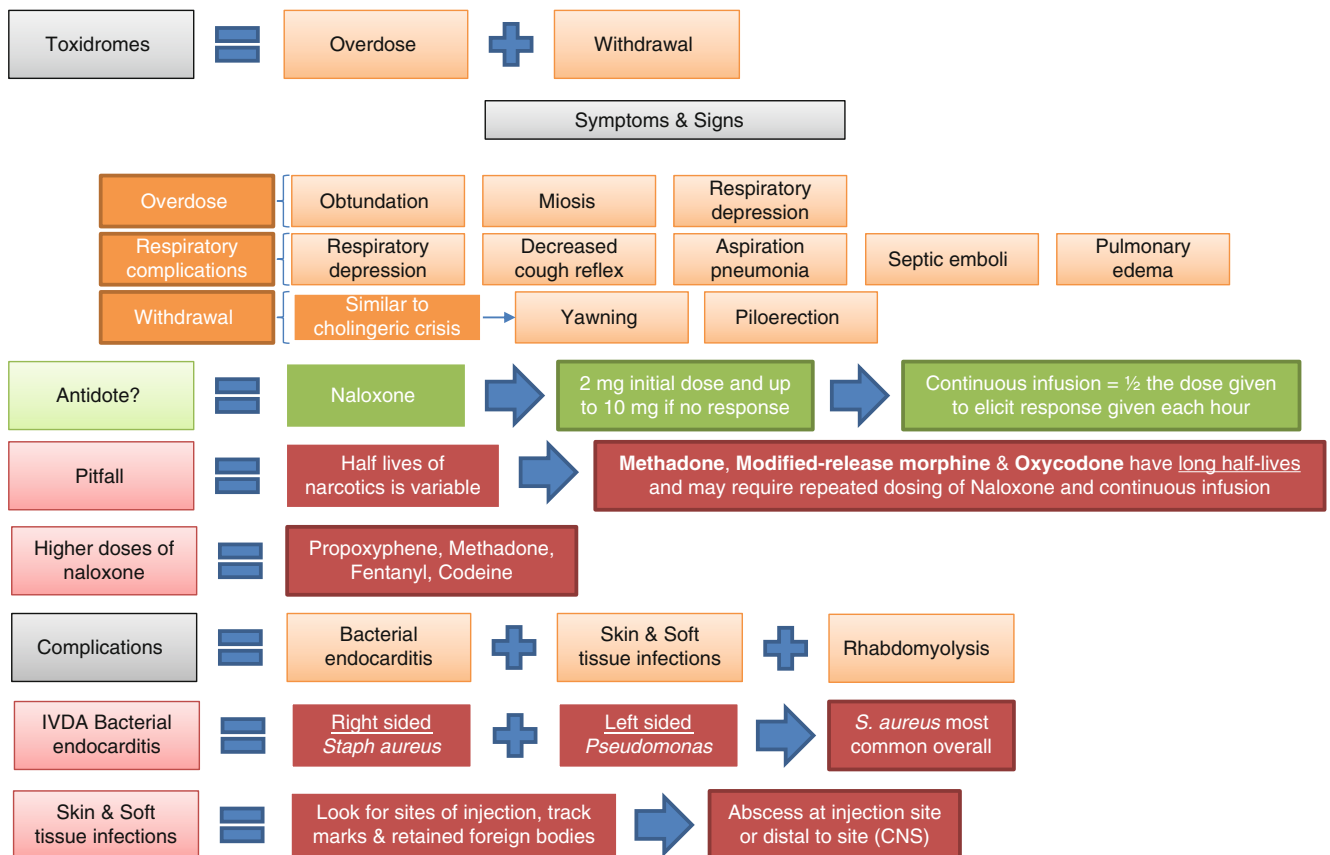 Toxidromes
Overdose
Withdrawal
Symptoms & Signs
Overdose
Obtundation
Miosis
Respiratory
depression
Respiratory
complications
Respiratory
depression
Decreased
cough reflex
Aspiration
pneumonia
Septic emboli
Pulmonary
edema
Withdrawal
Similar to
cholingeric crisis
Yawning
Piloerection
Antidote?
Naloxone
2 mg initial dose and up
to 10 mg if no response
Continuous infusion = ½ the dose given
to elicit response given each hour
Pitfall
Half lives of
narcotics is variable
Methadone, Modified-release morphine & Oxycodone have long half-lives
and may require repeated dosing of Naloxone and continuous infusion
Higher doses of
naloxone
Propoxyphene, Methadone,
Fentanyl, Codeine
Complications
Bacterial
endocarditis
Skin & Soft
tissue infections
Rhabdomyolysis
IVDA Bacterial
endocarditis
Right sided
Staph aureus
Left sided
Pseudomonas
S. aureus most
common overall
Skin & Soft
tissue infections
Look for sites of injection, track
marks & retained foreign bodies
Abscess at injection site
or distal to site (CNS)